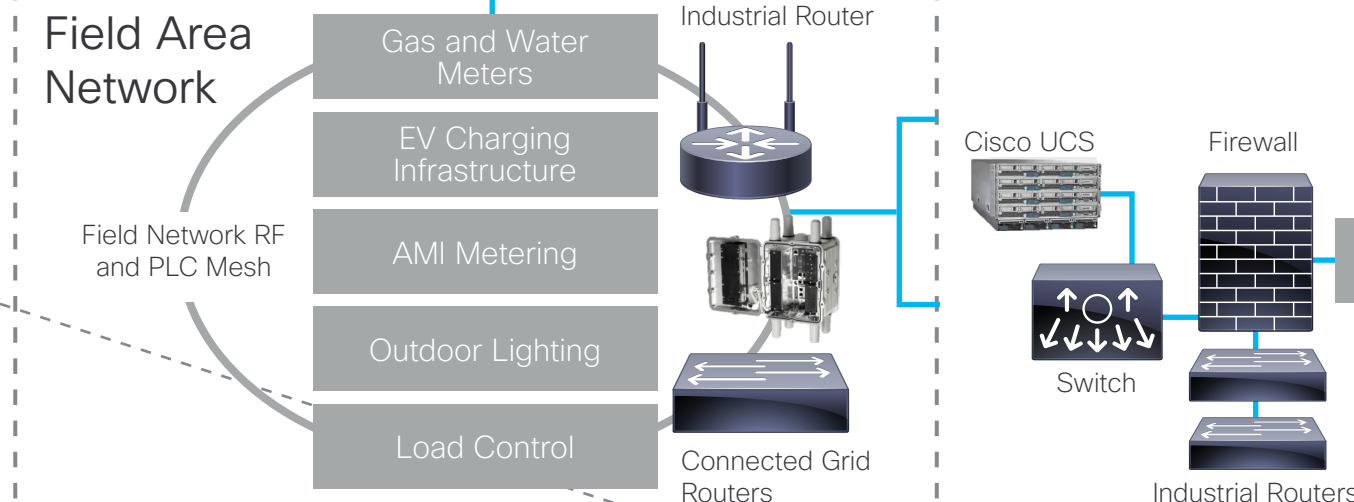 Field Area
Network
Gas and Water
Meters
EV Charging
Infrastructure
AMI Metering
Outdoor Lighting
Load Control
Field Network RF
and PLC Mesh
Industrial Router
Connected Grid
Routers
Cisco UCS
Firewall
Switch
Industrial Routers